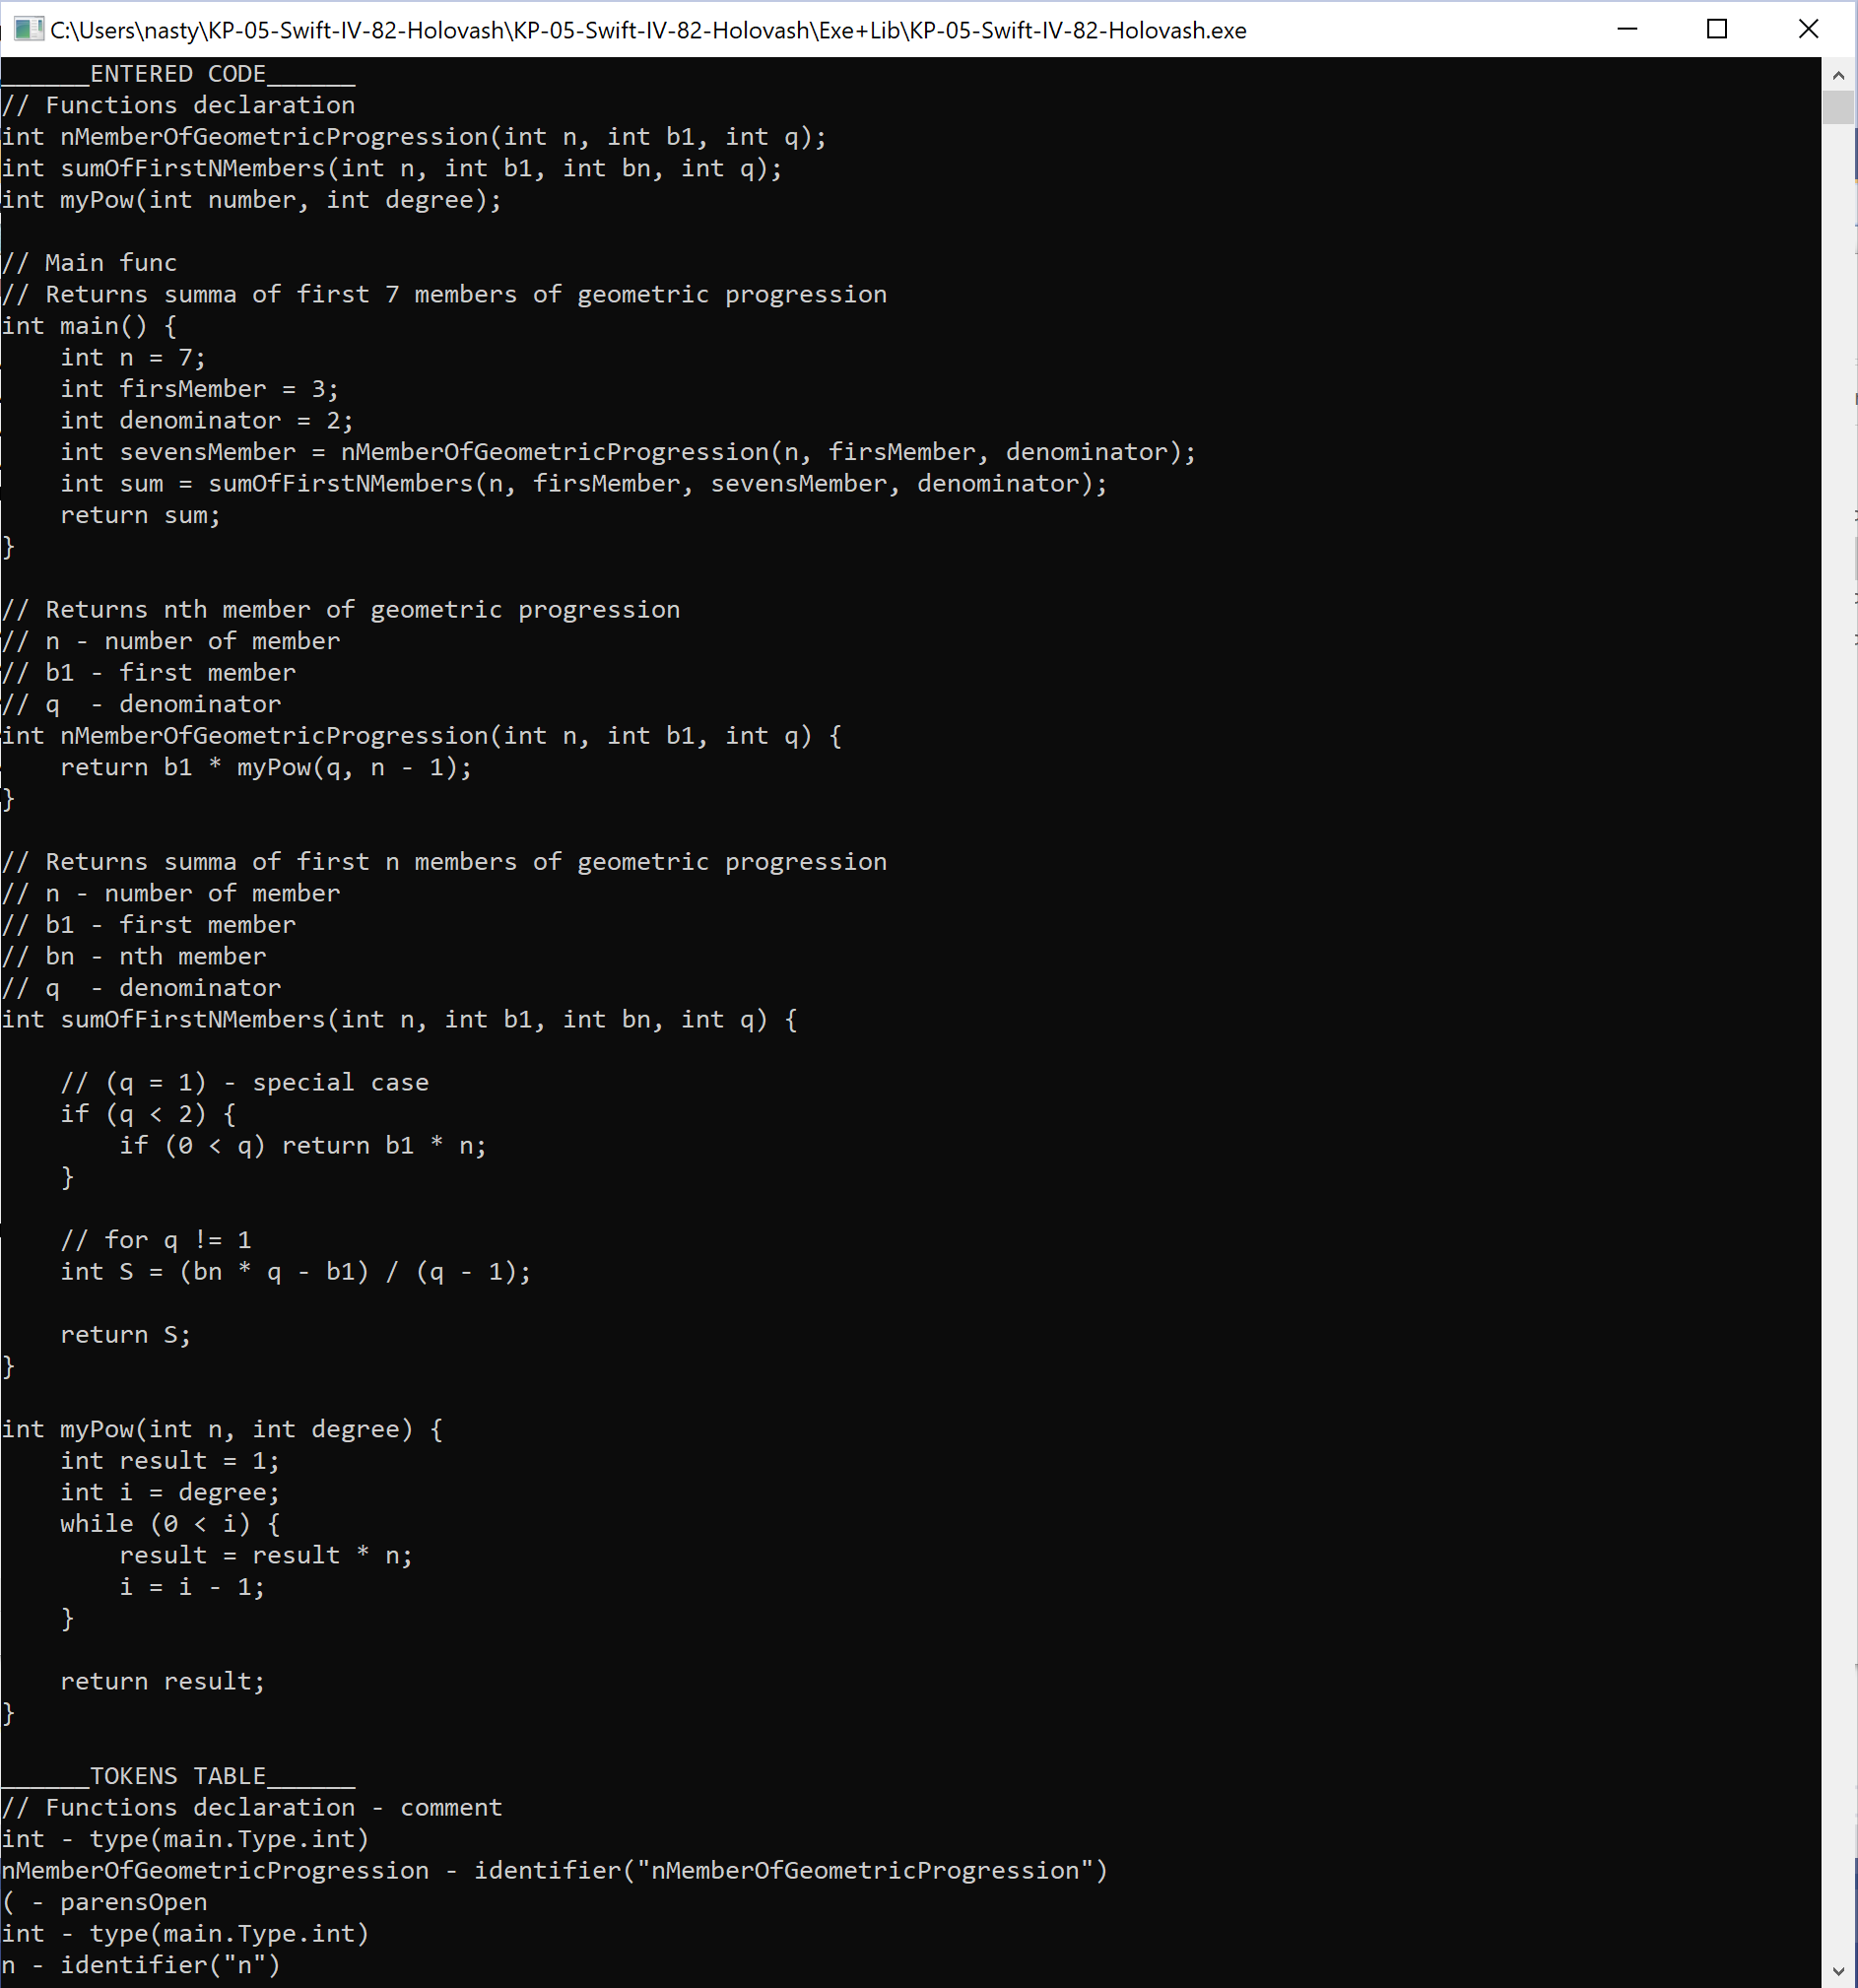 C:\Users\nasty\KP-05-Swift-IV-82-Holovash\KP-05-Swift-IV-82-Holovash\Exe+Lib\KP-05-Swift-IV-82-Holovash.exe
______ENTERED CODE______
// Functions declaration
int nMemberOfGeometricProgression(int n, int b1, int q);
int sumOfFirstNMembers(int n, int b1, int bn, int q);
int myPow(int number, int degree);

// Main func
// Returns summa of first 7 members of geometric progression
int main() {
    int n = 7;
    int firsMember = 3;
    int denominator = 2;
    int sevensMember = nMemberOfGeometricProgression(n, firsMember, denominator);
    int sum = sumOfFirstNMembers(n, firsMember, sevensMember, denominator);
    return sum;
}

// Returns nth member of geometric progression
// n - number of member
// b1 - first member
// q  - denominator
int nMemberOfGeometricProgression(int n, int b1, int q) {
    return b1 * myPow(q, n - 1);
}

// Returns summa of first n members of geometric progression
// n - number of member
// b1 - first member
// bn - nth member
// q  - denominator
int sumOfFirstNMembers(int n, int b1, int bn, int q) {

    // (q = 1) - special case
    if (q < 2) {
        if (0 < q) return b1 * n;
    }

    // for q != 1
    int S = (bn * q - b1) / (q - 1);

    return S;
}

int myPow(int n, int degree) {
    int result = 1;
    int i = degree;
    while (0 < i) {
        result = result * n;
        i = i - 1;
    }

    return result;
}

______TOKENS TABLE______
// Functions declaration - comment
int - type(main.Type.int)
nMemberOfGeometricProgression - identifier("nMemberOfGeometricProgression")
( - parensOpen
int - type(main.Type.int)
n - identifier("n")